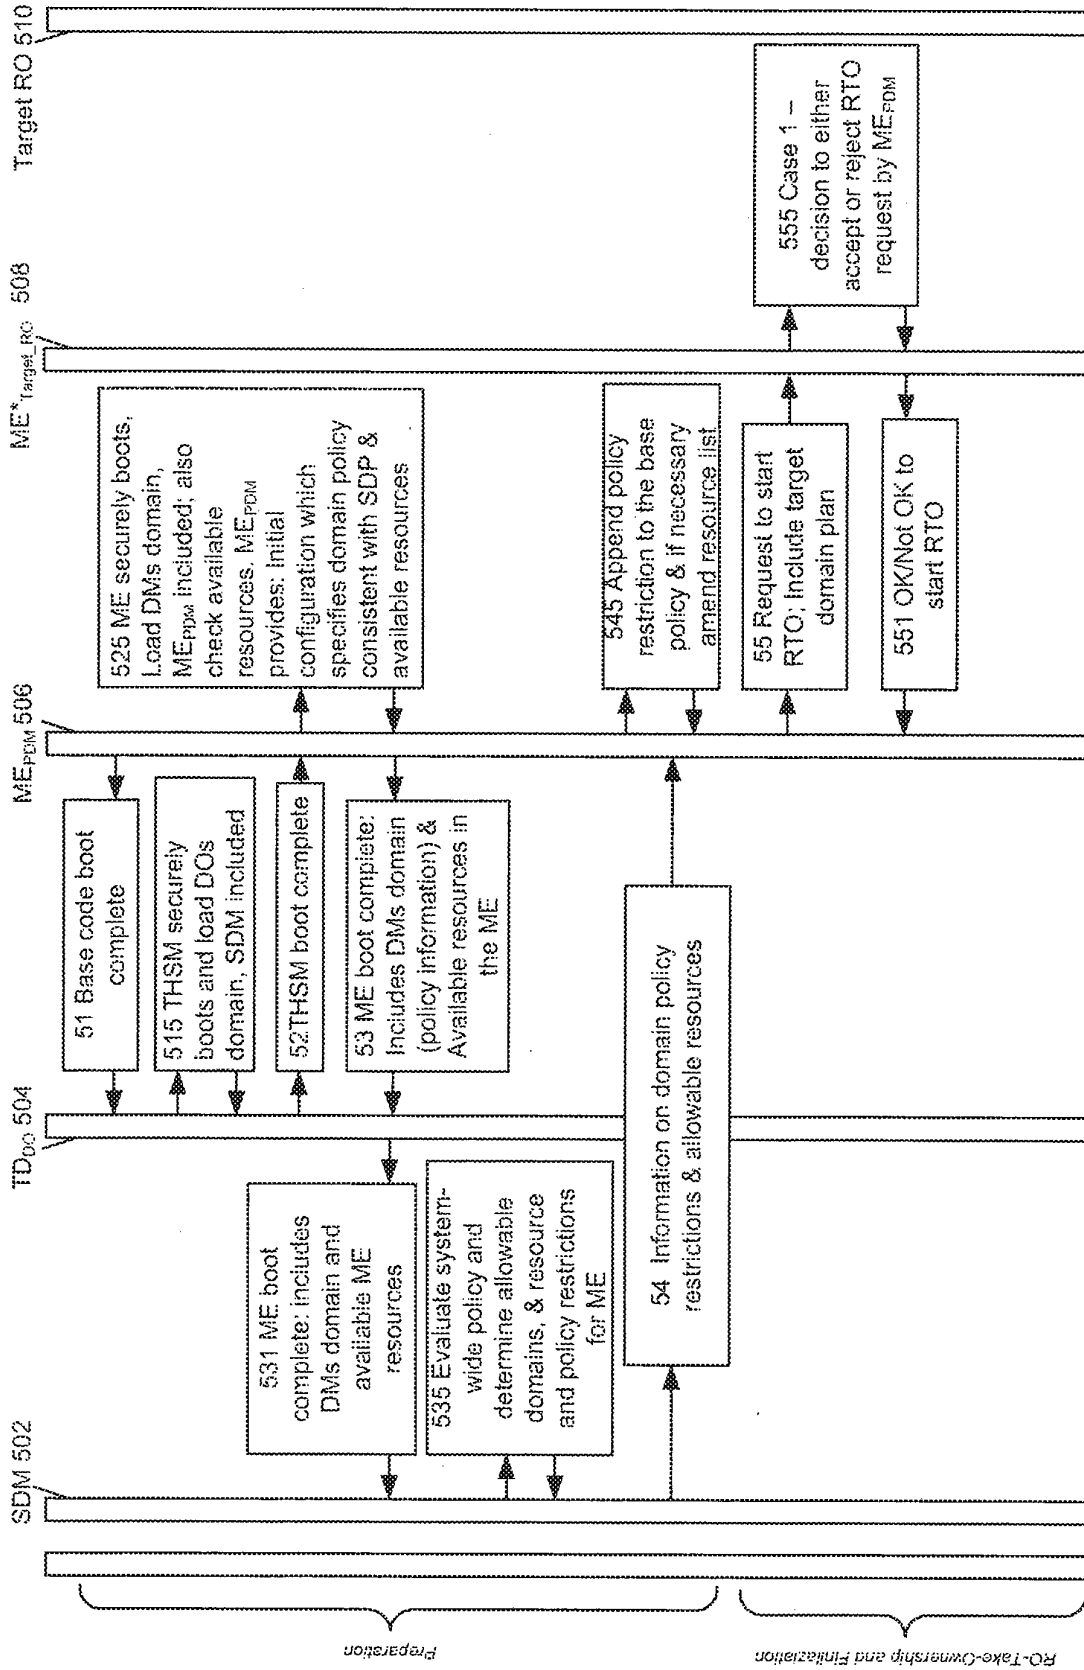 SDM 502
TD_DO 504
ME_PDM 506
ME*_Target_RO 508
Target RO 510
51 Base code boot
complete
515 THSM securely
boots and load DOs
domain, SDM included
52THSM boot complete
525 ME securely boots,
Load DMs domain,
ME_PDM included; also
check available
resources. ME_PDM
provides: Initial
configuration which
specifies domain policy
consistent with SDP &
available resources
53 ME boot complete:
Includes DMs domain
(policy information) &
Available resources in
the ME
531 ME boot
complete: includes
DMs domain and
available ME
resources
535 Evaluate system-
wide policy and
determine allowable
domains, & resource
and policy restrictions
for ME
54 Information on domain policy
restrictions & allowable resources
545 Append policy
restriction to the base
policy & if necessary
amend resource list.
55 Request to start
RTO; Include target
domain plan
555 Case 1 –
decision to either
accept or reject RTO
request by ME_PDM
551 OK/Not OK to
start RTO
Preparation
RO-Take-Ownership and Finilaziation